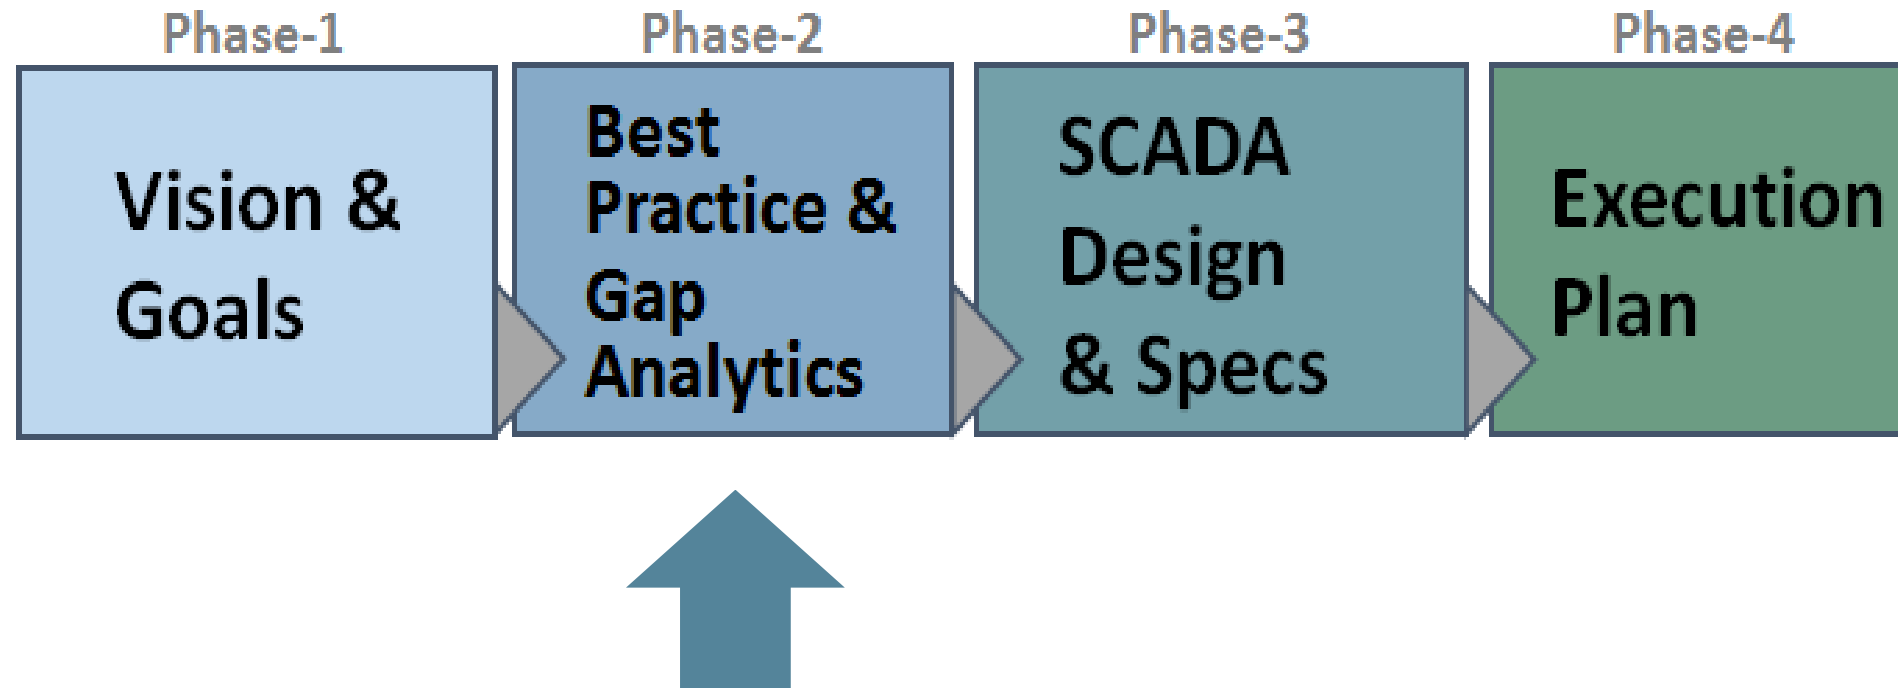 Phase-1
Phase-2
Phase-3
Phase-4
Vision &
Goals
Best
Practice &
Gap
Analytics
SCADA
Design
& Specs
Execution
Plan